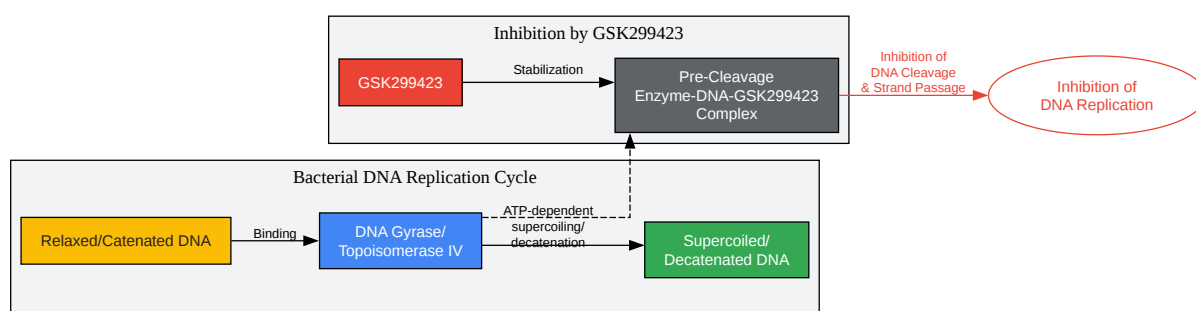 Inhibition by GSK299423
GSK299423
Stabilization
Pre-Cleavage
Enzyme-DNA-GSK299423
Complex
Inhibition of
DNA Cleavage
& Strand Passage
Inhibition of
DNA Replication
Bacterial DNA Replication Cycle
Relaxed/Catenated DNA
Binding
DNA Gyrase/
Topoisomerase IV
ATP-dependent
supercoiling/
decatenation
Supercoiled/
Decatenated DNA